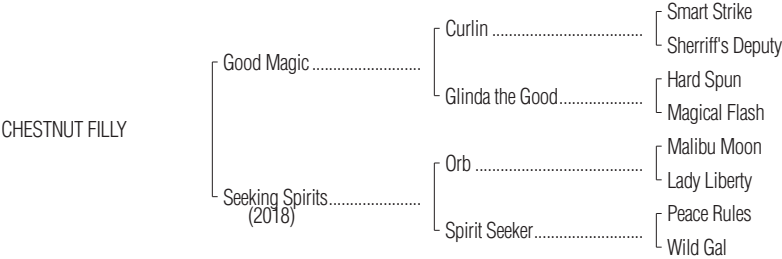 Smart Strike
Curlin
Sherriff's Deputy
Good Magic
Hard Spun
Glinda the Good
Magical Flash
CHESTNUT FILLY
Malibu Moon
Orb
Lady Liberty
Seeking Spirits
(2018)
Peace Rules
Spirit Seeker
Wild Gal